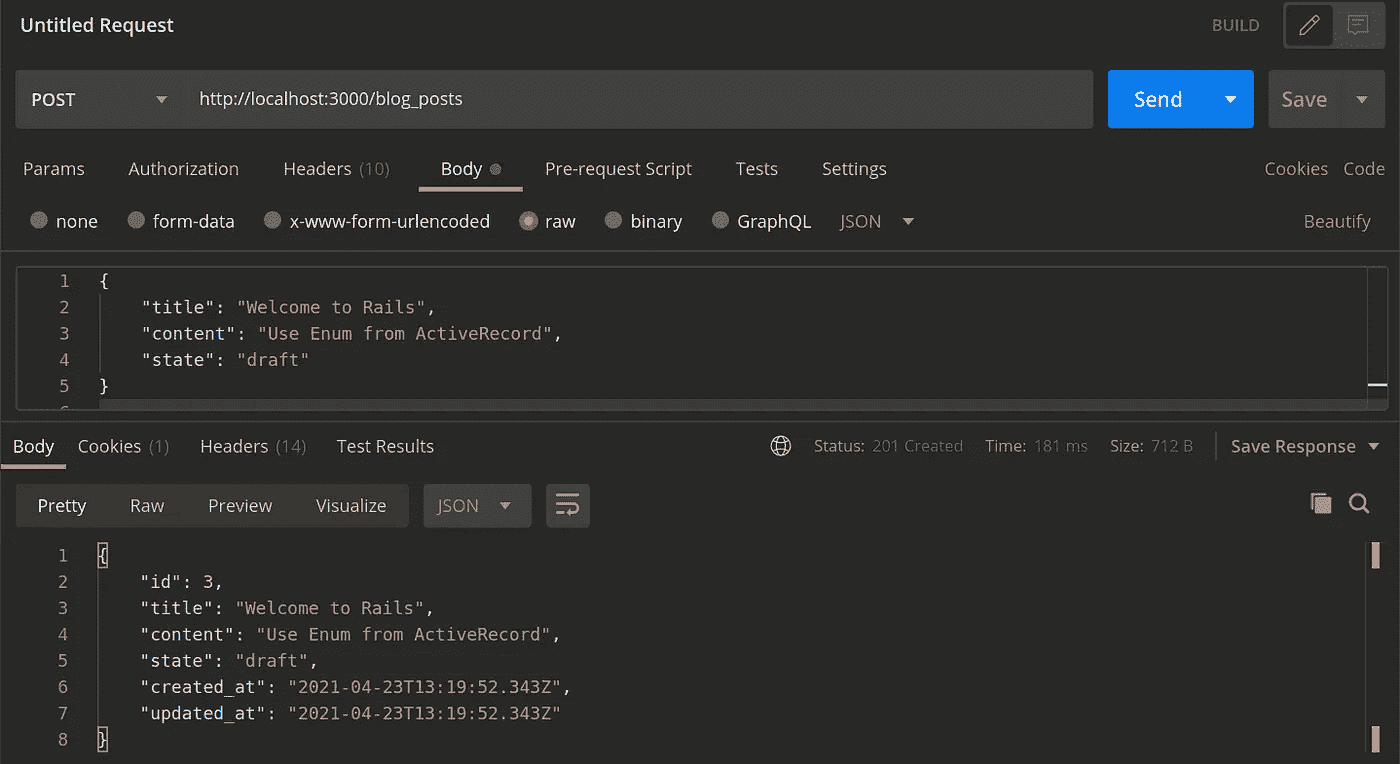 Untitled Request BUILD
POST http://localhost:3000/blog_posts Send Save
Params Authorization Headers (10) Body Pre-request Script Tests Settings Cookies Code
none form-data x-www-form-urlencoded raw binary GraphQL JSON Beautify
1 {
2 "title": "Welcome to Rails",
3 "content": "Use Enum from ActiveRecord",
4 "state": "draft"
5 }
Body Cookies (1) Headers (14) Test Results Status: 201 Created Time: 181 ms Size: 712 B Save Response
Pretty Raw Preview Visualize JSON
1 {
2 "id": 3,
3 "title": "Welcome to Rails",
4 "content": "Use Enum from ActiveRecord",
5 "state": "draft",
6 "created_at": "2021-04-23T13:19:52.343Z",
7 "updated_at": "2021-04-23T13:19:52.343Z"
8 }